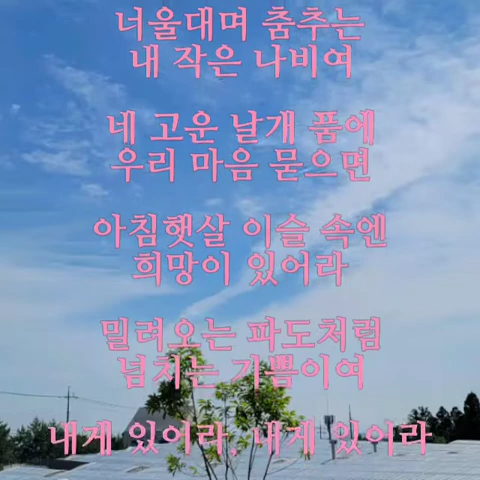 너울대며 춤추는
내 작은 나비여
네 고운 날개 품에
우리 마음 묻으면
아침햇살 이슬 속엔
희망이 있어라
밀려오는 파도처럼
넘치는 기쁨이여
내게 있어라, 내게 있어라